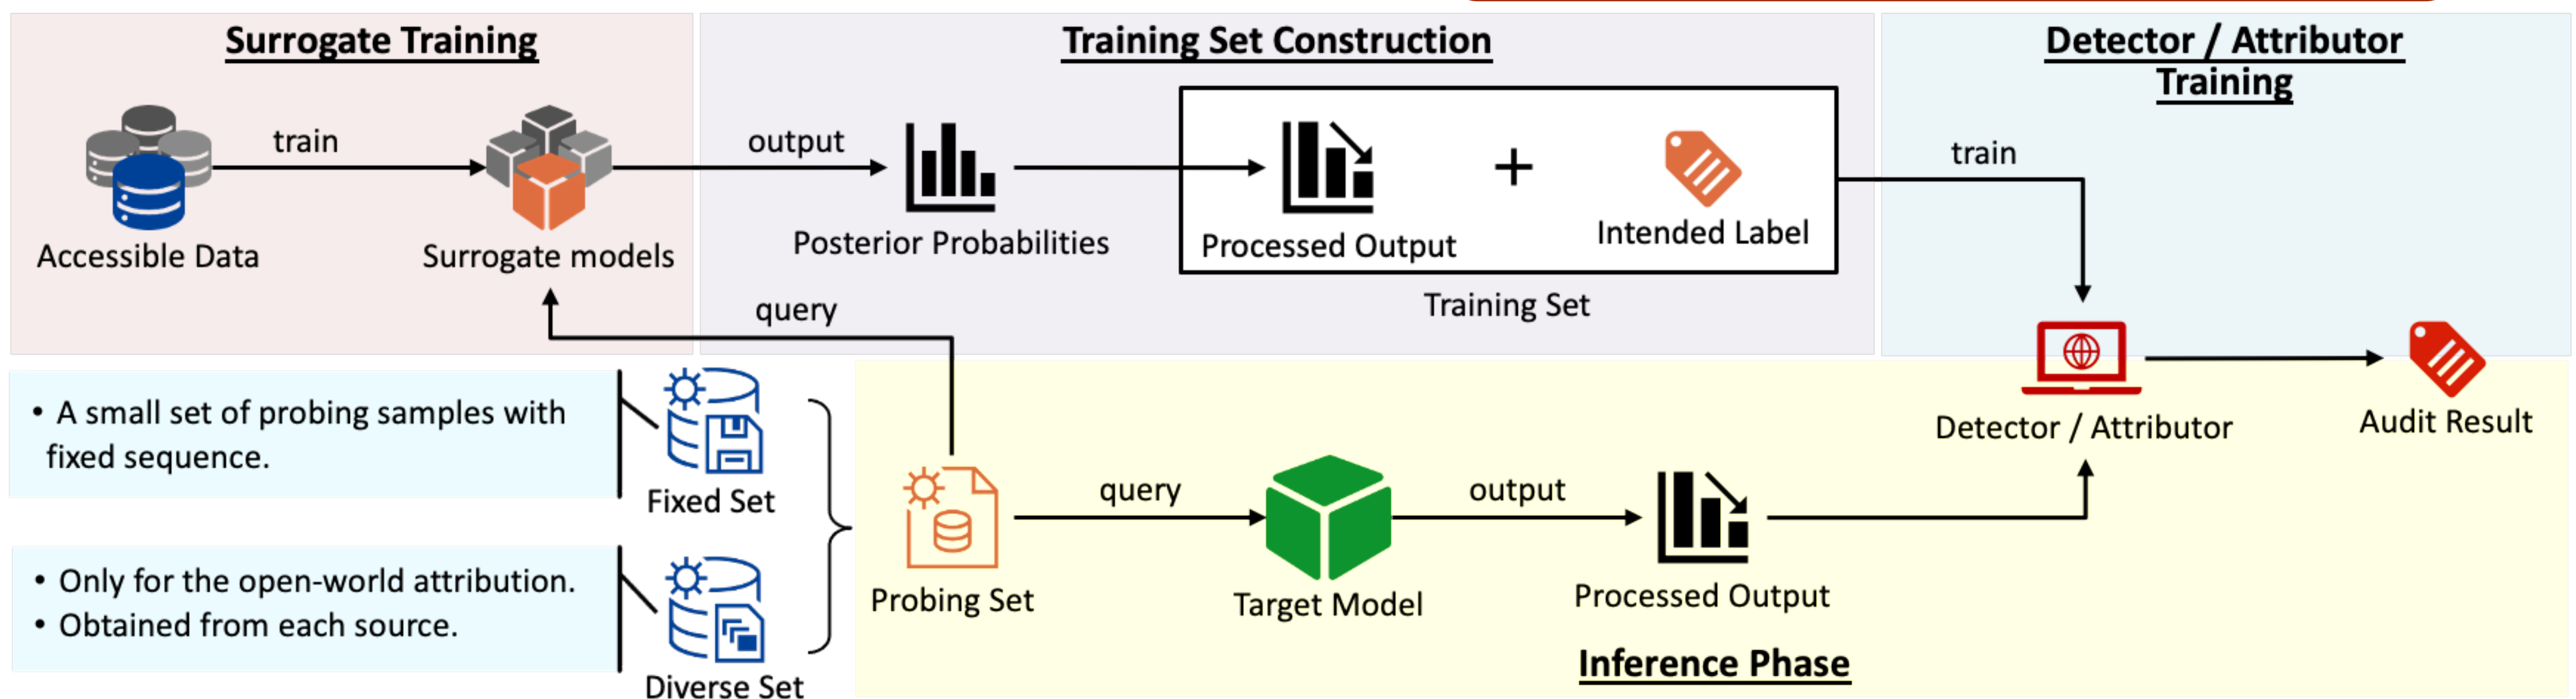 Surrogate Training
Training Set Construction
Detector / Attributor
Training
train
output
train
Accessible Data
Surrogate models
Posterior Probabilities
Processed Output
+
Intended Label
Training Set
query
• A small set of probing samples with
fixed sequence.
Fixed Set
• Only for the open-world attribution.
• Obtained from each source.
Diverse Set
Probing Set
query
Target Model
output
Processed Output
Detector / Attributor
Audit Result
Inference Phase